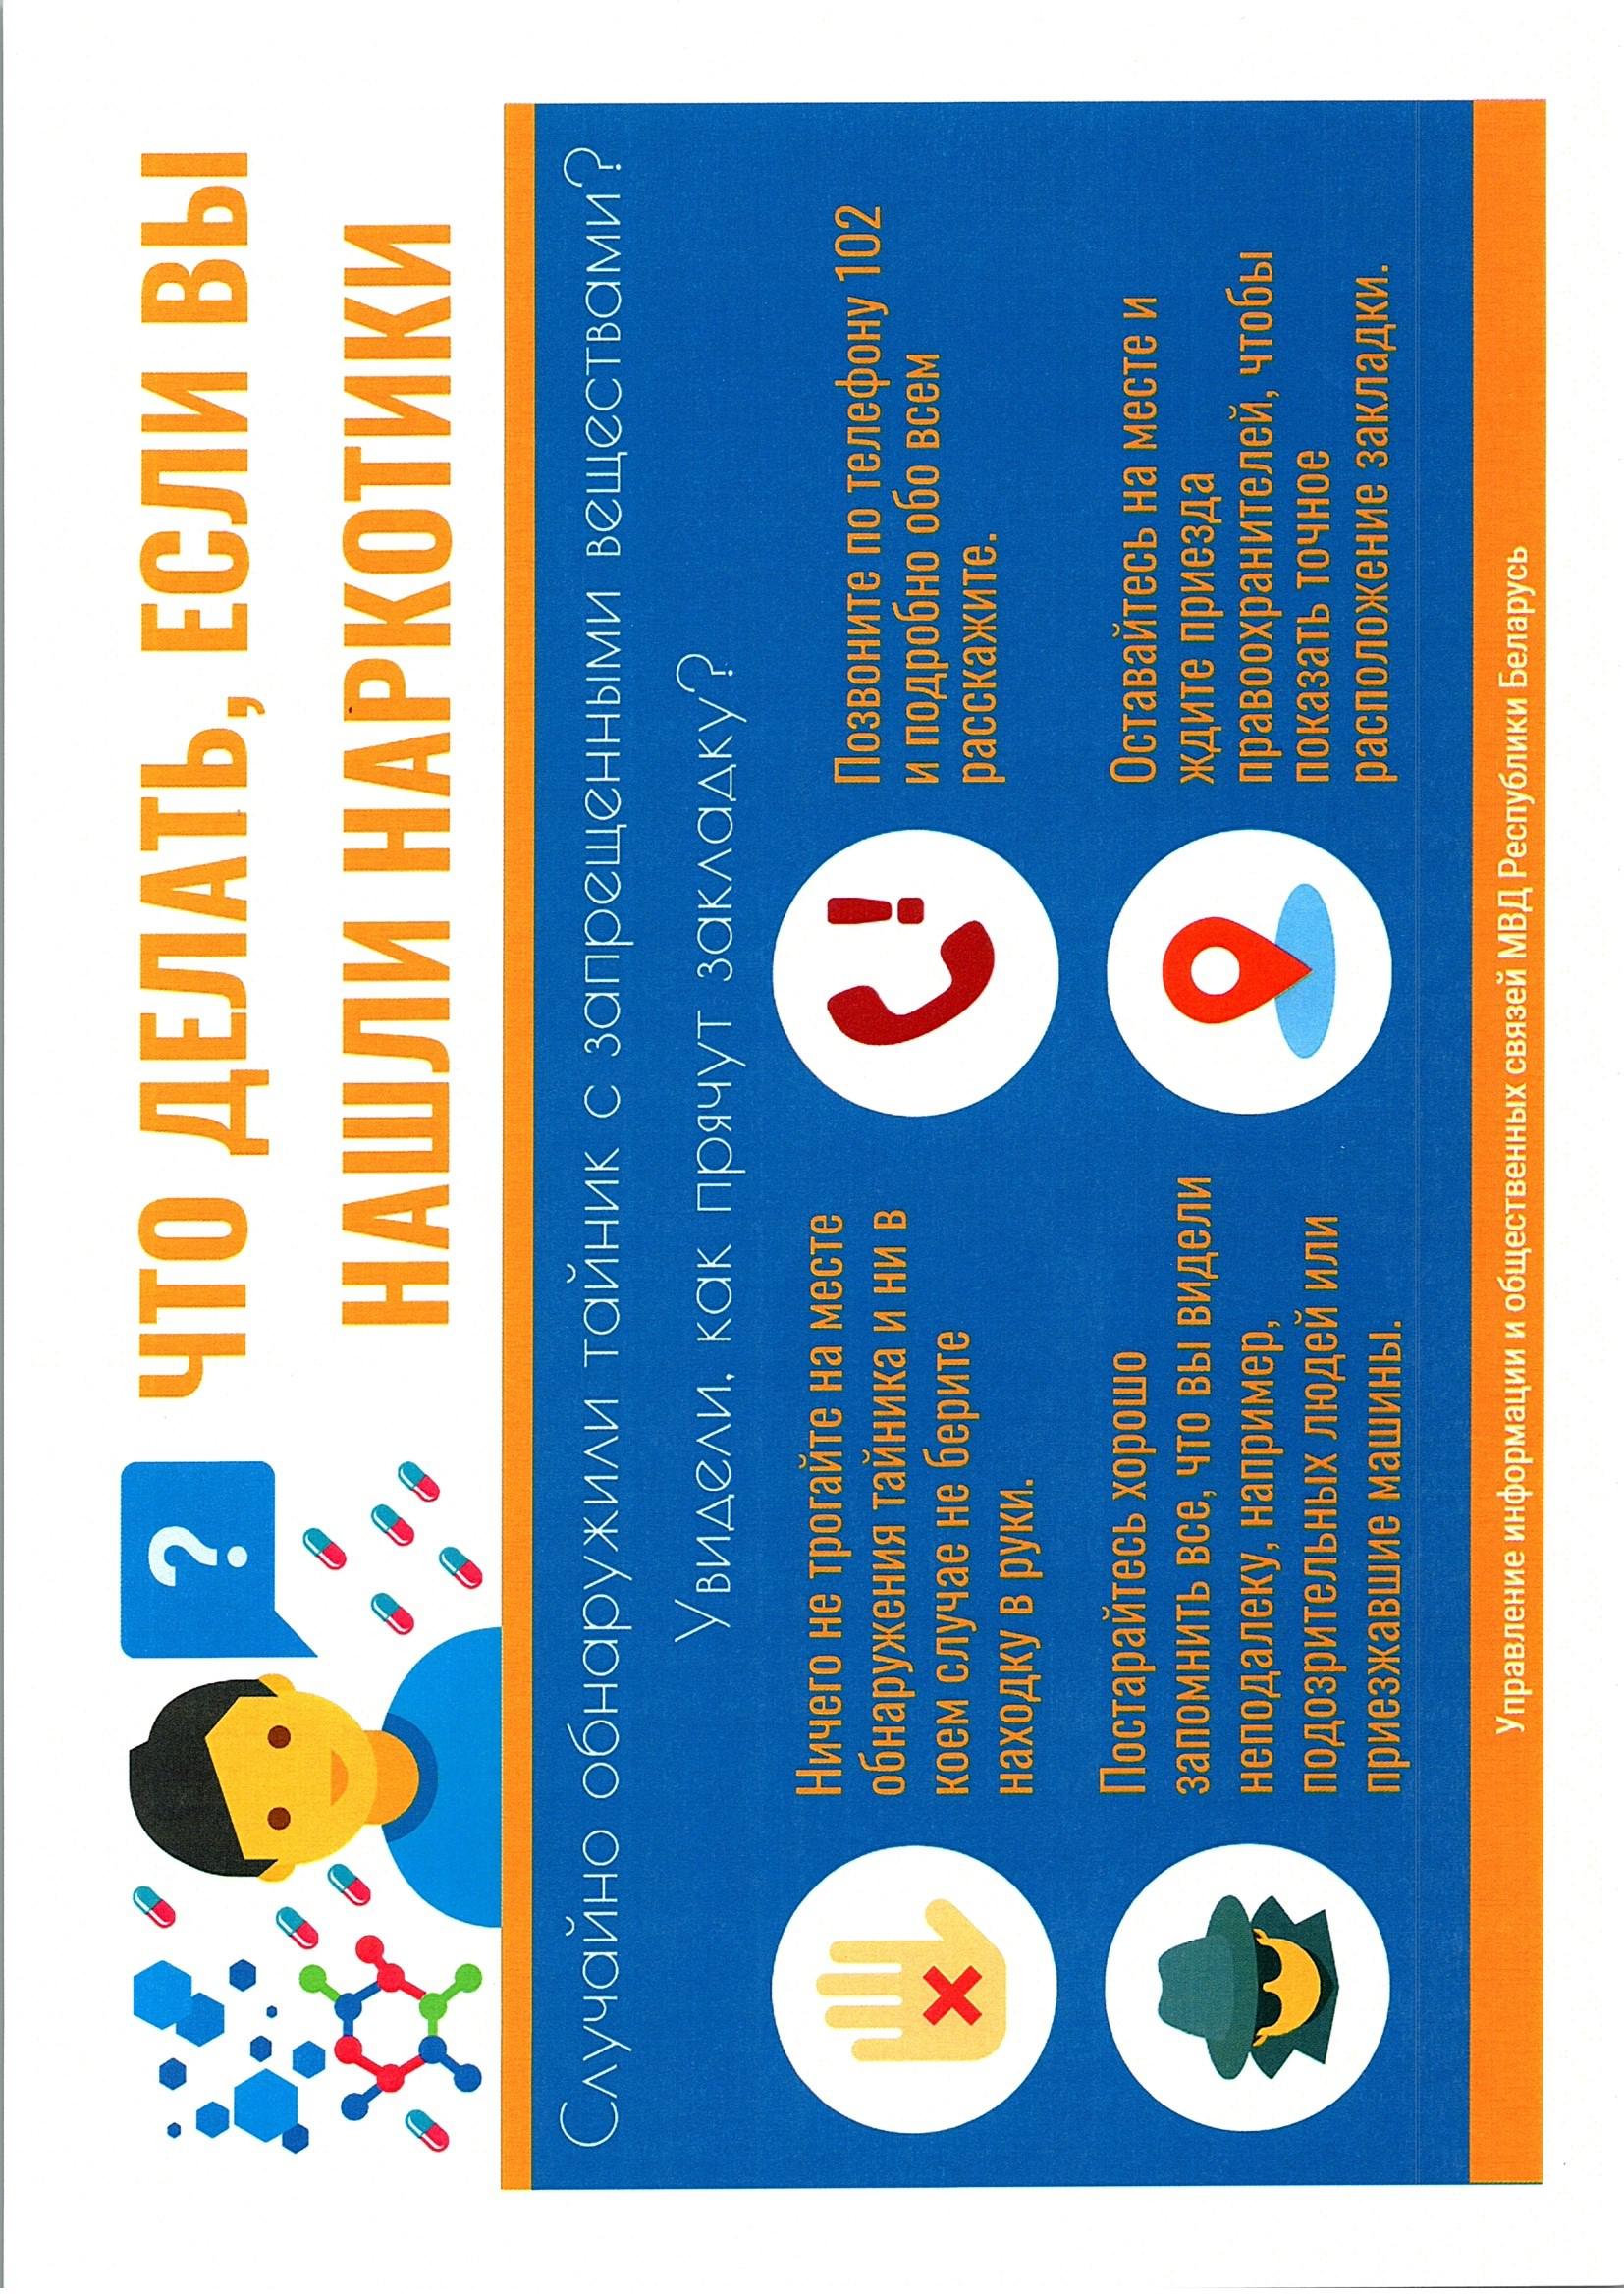 ?
ЧТО ДЕЛАТЬ, ЕСЛИ ВЫ
НАШЛИ НАРКОТИКИ
Случайно обнаружили тайник с запрещенными веществами?
Увидели, как прячут закладку?
Ничего не трогайте на месте
обнаружения тайника и ни в
коем случае не берите
находку в руки.
Позвоните по телефону 102
и подробно обо всем
расскажите.
Постарайтесь хорошо
запомнить все, что вы видели
неподалеку, например,
подозрительных людей или
приезжавшие машины.
Оставайтесь на месте и
ждите приезда
правоохранителей, чтобы
показать точное
расположение закладки.
Управление информации и общественных связей МВД Республики Беларусь